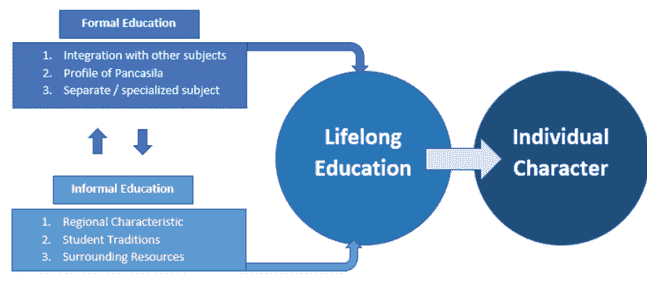 Formal Education
1. Integration with other subjects
2. Profile of Pancasila
3. Separate / specialized subject
Informal Education
1. Regional Characteristic
2. Student Traditions
3. Surrounding Resources
Lifelong
Education
Individual
Character